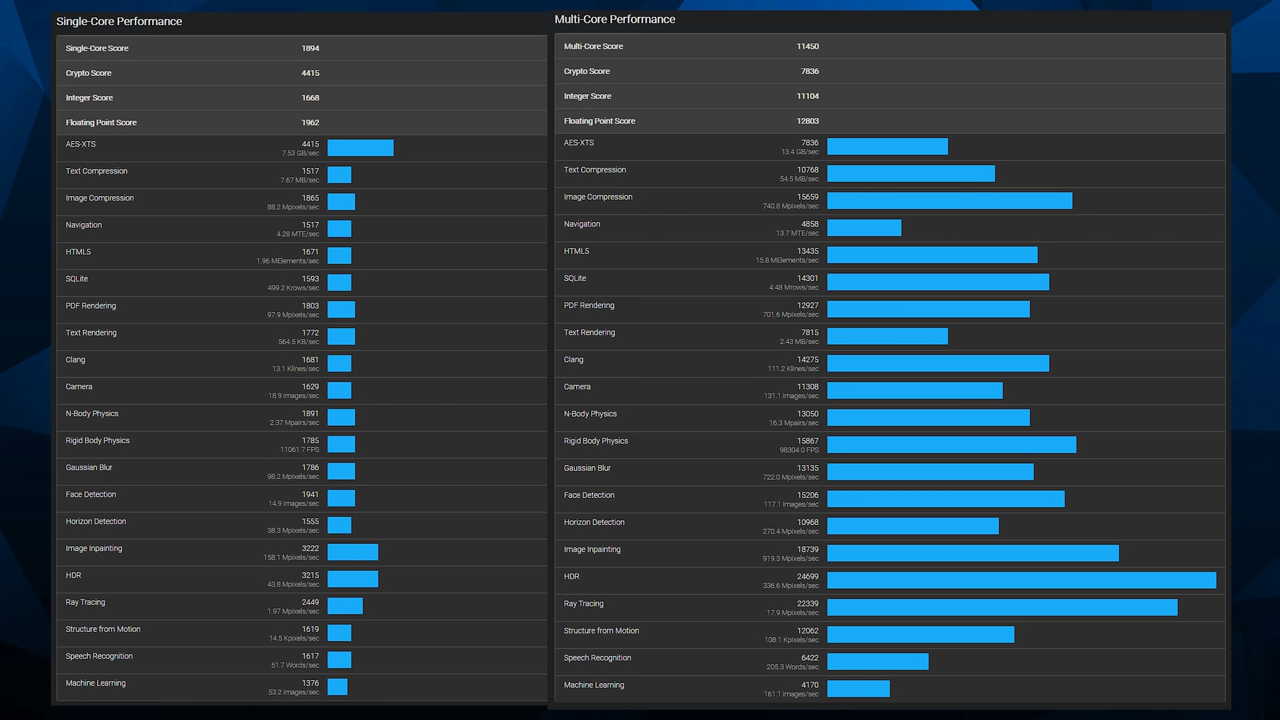 Single-Core Performance
Single-Core Score 1894
Crypto Score 4415
Integer Score 1668
Floating Point Score 1962
AES-XTS 4415
7.53 GB/sec
Text Compression 1517
7.67 MB/sec
Image Compression 1865
88.2 Mpixels/sec
Navigation 1517
4.28 MTE/sec
HTML5 1671
1.96 MElements/sec
SQLite 1593
499.2 Krows/sec
PDF Rendering 1803
97.9 Mpixels/sec
Text Rendering 1772
564.5 KB/sec
Clang 1681
13.1 Klines/sec
Camera 1629
18.9 images/sec
N-Body Physics 1891
2.37 Mpairs/sec
Rigid Body Physics 1785
11061.7 FPS
Gaussian Blur 1786
98.2 Mpixels/sec
Face Detection 1941
14.9 images/sec
Horizon Detection 1555
38.3 Mpixels/sec
Image Inpainting 3222
158.1 Mpixels/sec
HDR 3215
43.8 Mpixels/sec
Ray Tracing 2449
1.97 Mpixels/sec
Structure from Motion 1619
14.5 Kpixels/sec
Speech Recognition 1617
51.7 Words/sec
Machine Learning 1376
53.2 images/sec
Multi-Core Performance
Multi-Core Score 11450
Crypto Score 7836
Integer Score 11104
Floating Point Score 12803
AES-XTS 7836
13.4 GB/sec
Text Compression 10768
54.5 MB/sec
Image Compression 15659
740.8 Mpixels/sec
Navigation 4858
13.7 MTE/sec
HTML5 13435
15.8 MElements/sec
SQLite 14301
4.48 Mrows/sec
PDF Rendering 12927
701.6 Mpixels/sec
Text Rendering 7815
2.43 MB/sec
Clang 14275
111.2 Klines/sec
Camera 11308
131.1 images/sec
N-Body Physics 13050
16.3 Mpairs/sec
Rigid Body Physics 15867
98304.0 FPS
Gaussian Blur 13135
722.0 Mpixels/sec
Face Detection 15206
117.1 images/sec
Horizon Detection 10968
270.4 Mpixels/sec
Image Inpainting 18739
919.3 Mpixels/sec
HDR 24699
336.6 Mpixels/sec
Ray Tracing 22339
17.9 Mpixels/sec
Structure from Motion 12062
108.1 Kpixels/sec
Speech Recognition 6422
205.3 Words/sec
Machine Learning 4170
161.1 images/sec